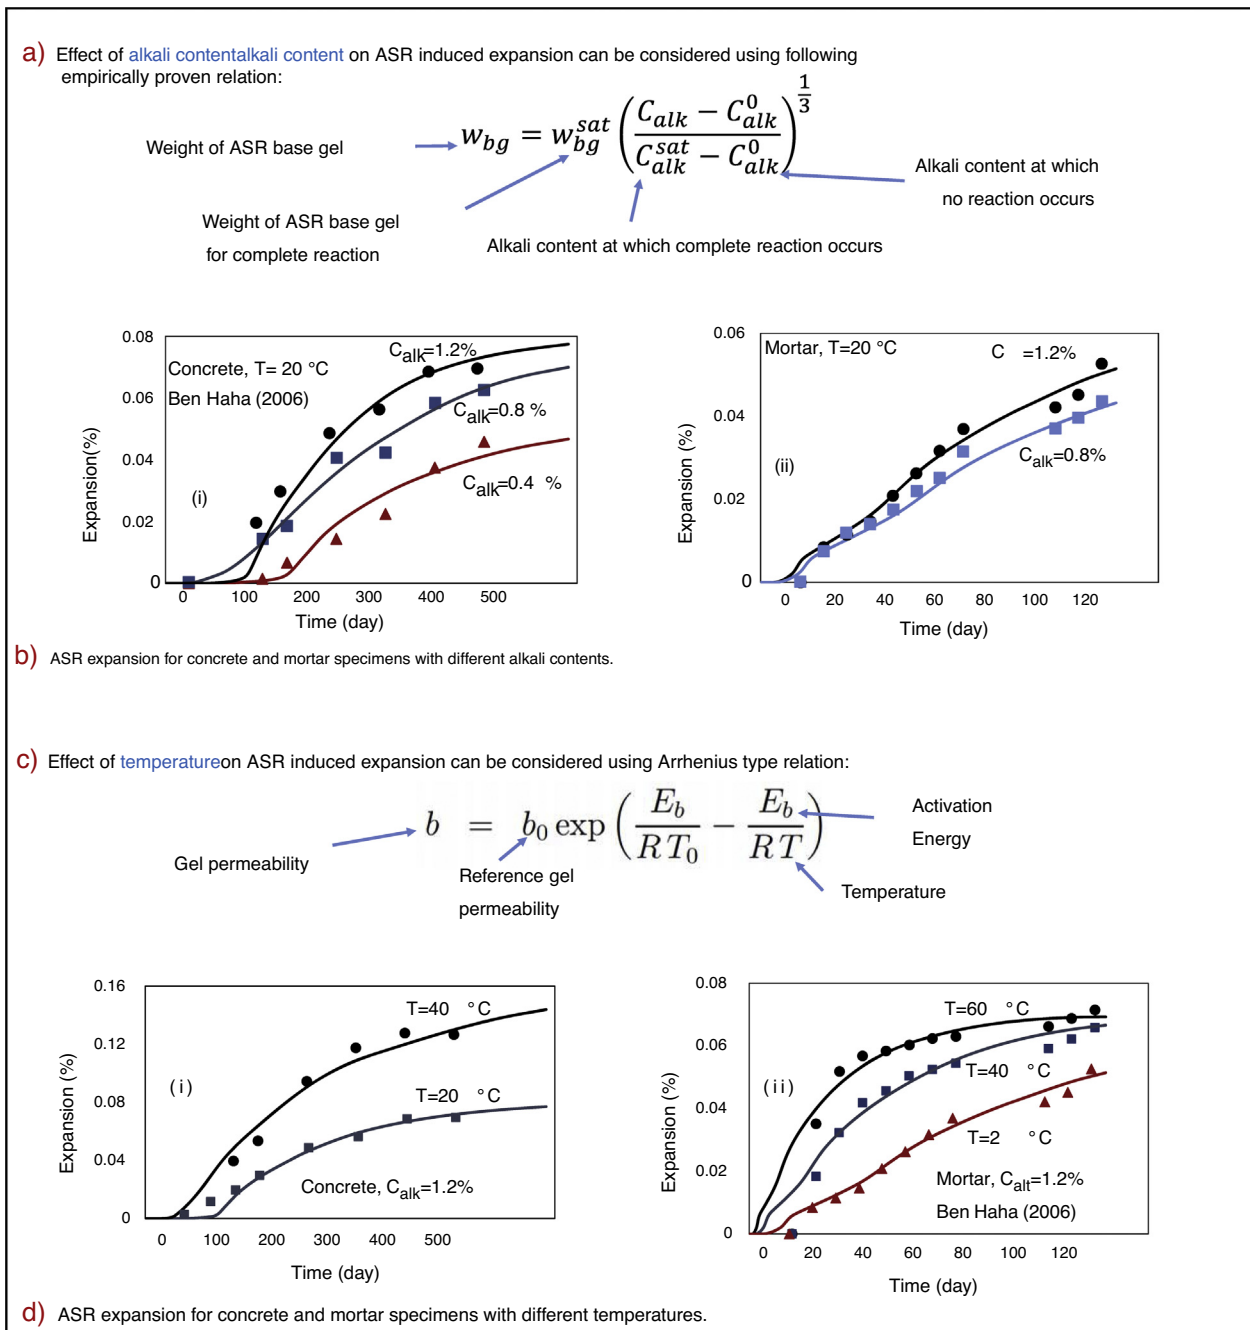 a) Effect of alkali contentalkali content on ASR induced expansion can be considered using following
empirically proven relation:
w_bg = w_bg^sat ( (C_alk − C_alk^0) / (C_alk^sat − C_alk^0) )^(1/3)
Weight of ASR base gel
Alkali content at which
no reaction occurs
Weight of ASR base gel
for complete reaction
Alkali content at which complete reaction occurs
0.08
0.06
0.04
0.02
0
Expansion(%)
Concrete, T= 20 °C
Ben Haha (2006)
(i)
C_alk=1.2%
C_alk=0.8 %
C_alk=0.4 %
0 100 200 300 400 500
Time (day)
0.06
0.04
0.02
0
Expansion (%)
Mortar, T=20 °C
C =1.2%
(ii)
C_alk=0.8%
0 20 40 60 80 100 120
Time (day)
b) ASR expansion for concrete and mortar specimens with different alkali contents.
c) Effect of temperatureon ASR induced expansion can be considered using Arrhenius type relation:
b = b_0 exp ( E_b / R T_0 − E_b / R T )
Activation
Energy
Gel permeability
Reference gel
permeability
Temperature
0.16
0.12
0.08
0.04
0
Expansion (%)
T=40 °C
(i)
T=20 °C
Concrete, C_alk=1.2%
0 100 200 300 400 500
Time (day)
0.08
0.06
0.04
0.02
0
Expansion (%)
T=60 °C
(ii)
T=40 °C
T=2 °C
Mortar, C_alt=1.2%
Ben Haha (2006)
0 20 40 60 80 100 120
Time (day)
d) ASR expansion for concrete and mortar specimens with different temperatures.